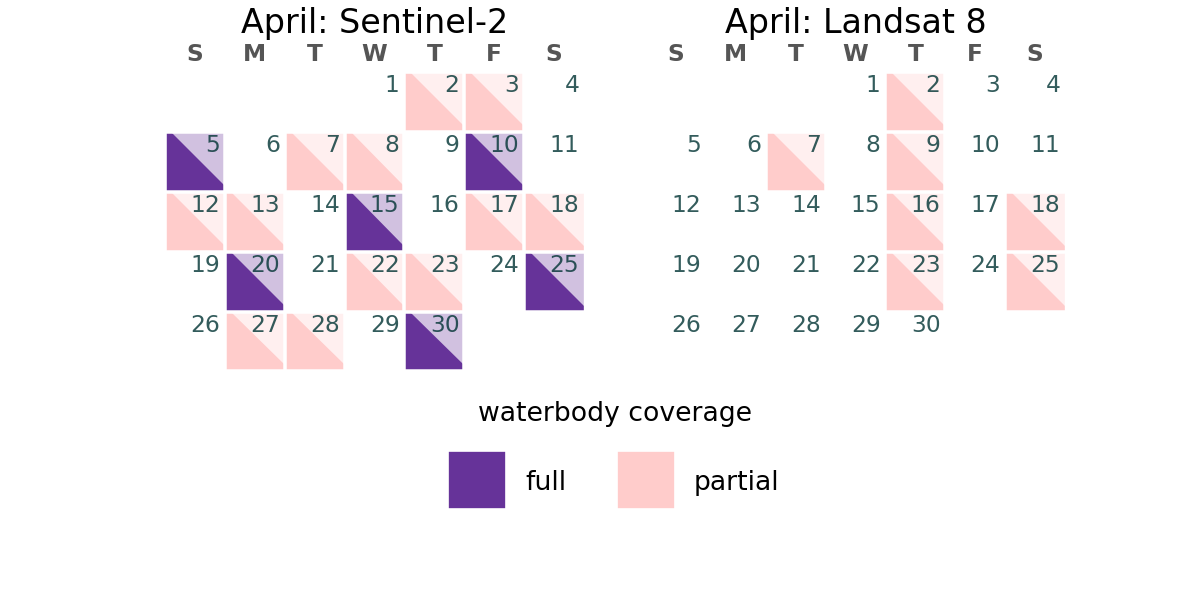 April: Sentinel-2
S M T W T F S
1 2 3 4
5 6 7 8 9 10 11
12 13 14 15 16 17 18
19 20 21 22 23 24 25
26 27 28 29 30
April: Landsat 8
S M T W T F S
1 2 3 4
5 6 7 8 9 10 11
12 13 14 15 16 17 18
19 20 21 22 23 24 25
26 27 28 29 30
waterbody coverage
full partial